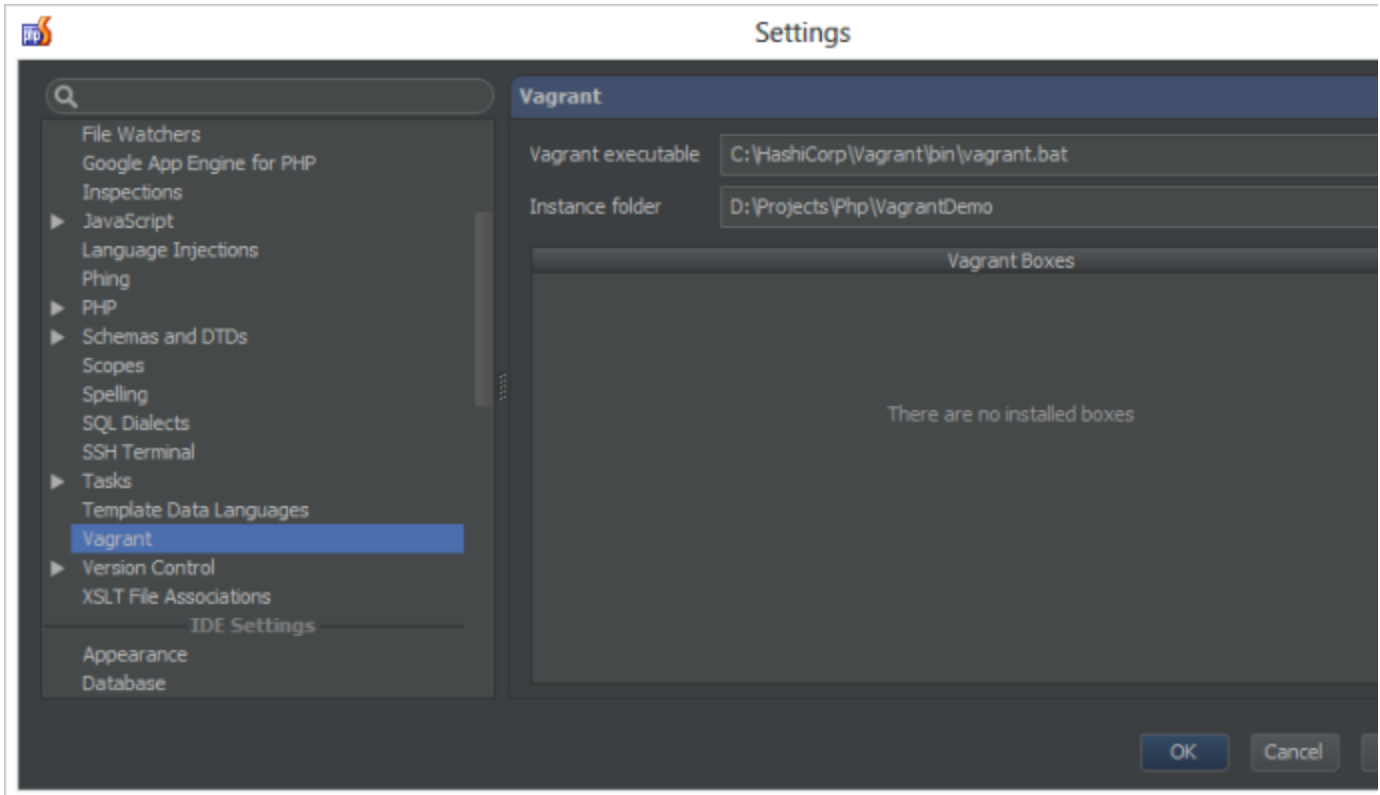 php
Settings
Vagrant
File Watchers
Google App Engine for PHP
Inspections
JavaScript
Language Injections
Phing
PHP
Schemas and DTDs
Scopes
Spelling
SQL Dialects
SSH Terminal
Tasks
Template Data Languages
Vagrant
Version Control
XSLT File Associations
IDE Settings
Appearance
Database
Vagrant executable C:\HashiCorp\Vagrant\bin\vagrant.bat
Instance folder D:\Projects\Php\VagrantDemo
Vagrant Boxes
There are no installed boxes
OK Cancel